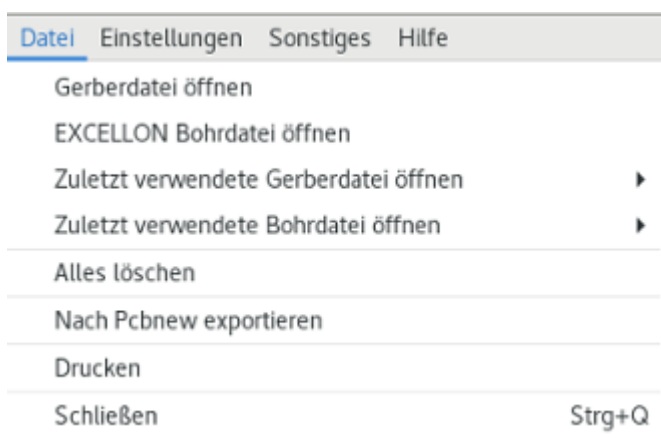 Datei Einstellungen Sonstiges Hilfe
Gerberdatei öffnen
EXCELLON Bohrdatei öffnen
Zuletzt verwendete Gerberdatei öffnen
Zuletzt verwendete Bohrdatei öffnen
Alles löschen
Nach Pcbnew exportieren
Drucken
Schließen Strg+Q